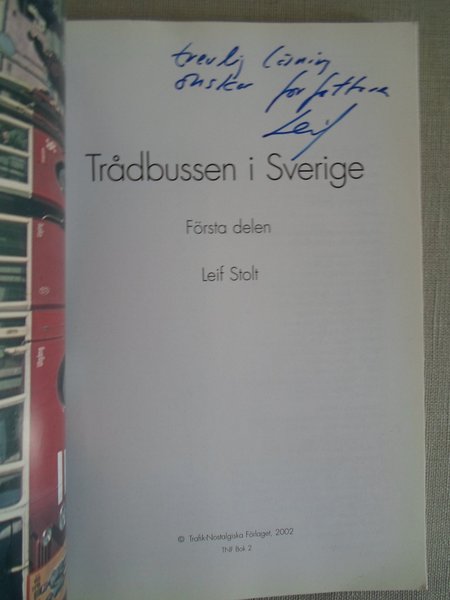 trevlig läsning
önskar författaren
Leif
Trådbussen i Sverige
Första delen
Leif Stolt
© Trafik-Nostalgiska Förlaget, 2002
TNF Bok 2